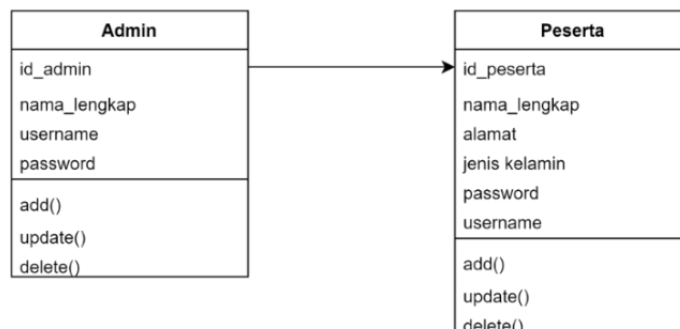 Admin
id_admin
nama_lengkap
username
password
add()
update()
delete()
Peserta
id_peserta
nama_lengkap
alamat
jenis kelamin
password
username
add()
update()
delete()